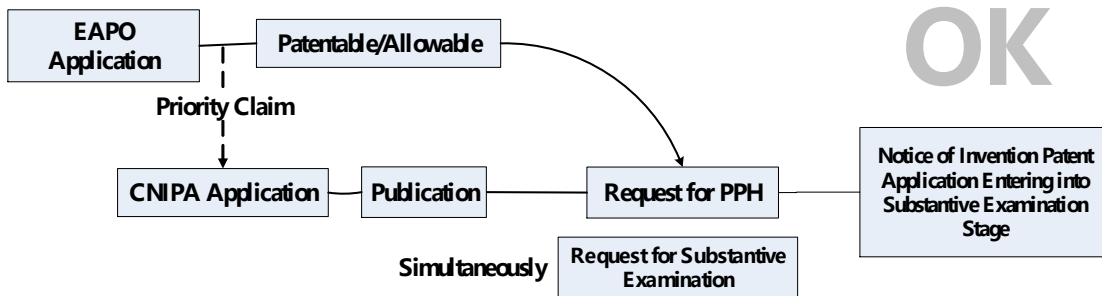 EAPO
Application
Patentable/Allowable
OK
Priority Claim
CNIPA Application
Publication
Request for PPH
Notice of Invention Patent
Application Entering into
Substantive Examination
Stage
Simultaneously
Request for Substantive
Examination